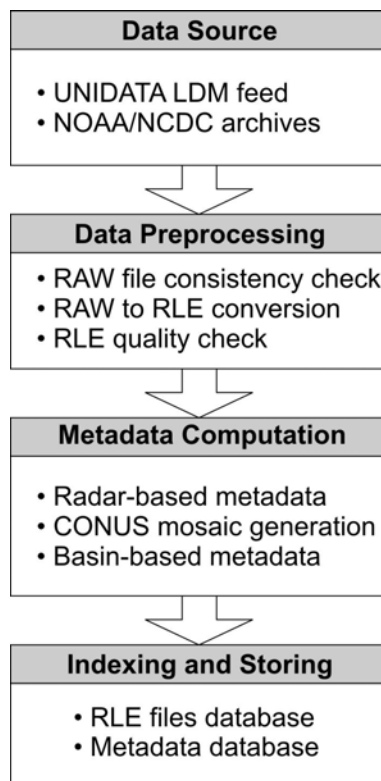 Data Source
• UNIDATA LDM feed
• NOAA/NCDC archives
Data Preprocessing
• RAW file consistency check
• RAW to RLE conversion
• RLE quality check
Metadata Computation
• Radar-based metadata
• CONUS mosaic generation
• Basin-based metadata
Indexing and Storing
• RLE files database
• Metadata database